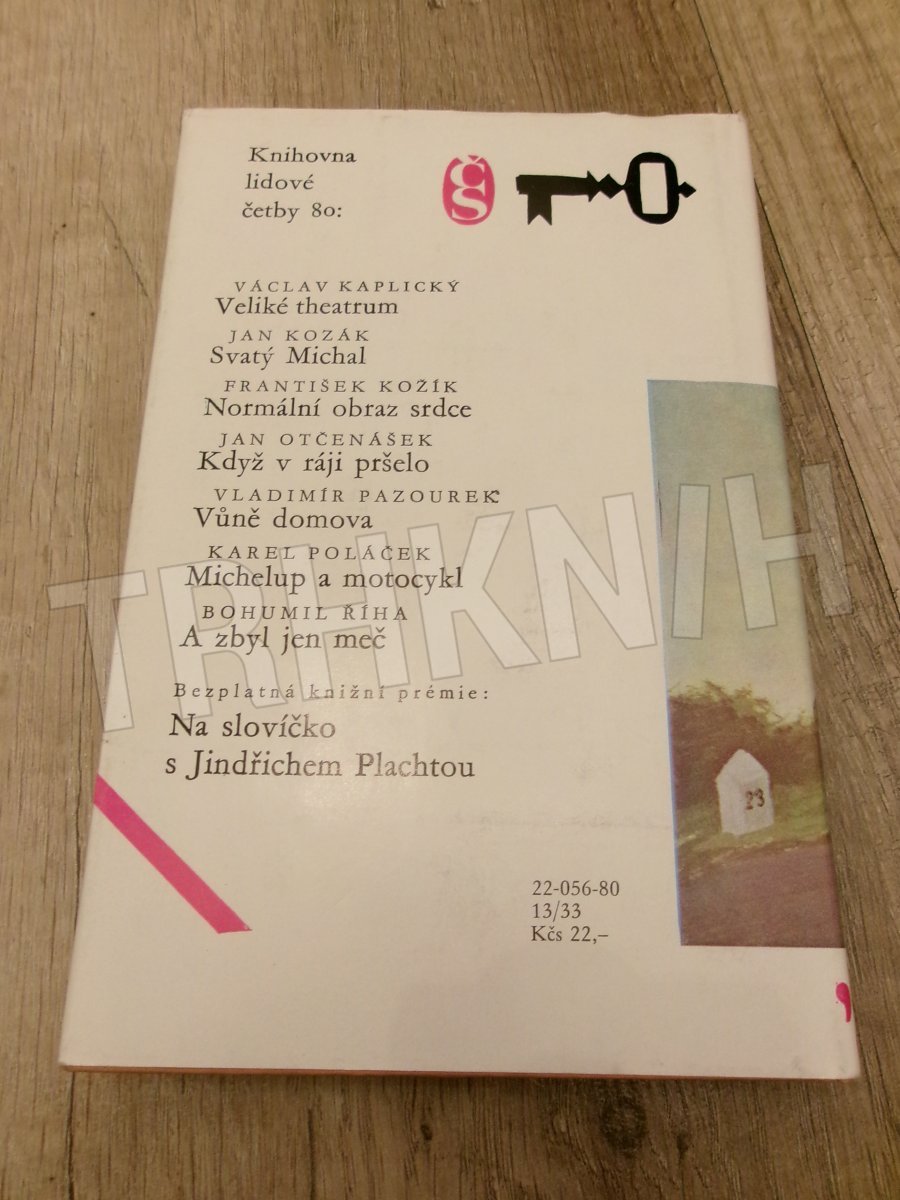 Knihovna
lidové
četby 80:
ČS
VÁCLAV KAPLICKÝ
Veliké theatrum
JAN KOZÁK
Svatý Michal
FRANTIŠEK KOŽÍK
Normální obraz srdce
JAN OTČENÁŠEK
Když v ráji pršelo
VLADIMÍR PAZOUREK
Vůně domova
KAREL POLÁČEK
Michelup a motocykl
BOHUMIL ŘÍHA
A zbyl jen meč
Bezplatná knižní prémie:
Na slovíčko
s Jindřichem Plachtou
23
22-056-80
13/33
Kčs 22,–
TRHKNIH